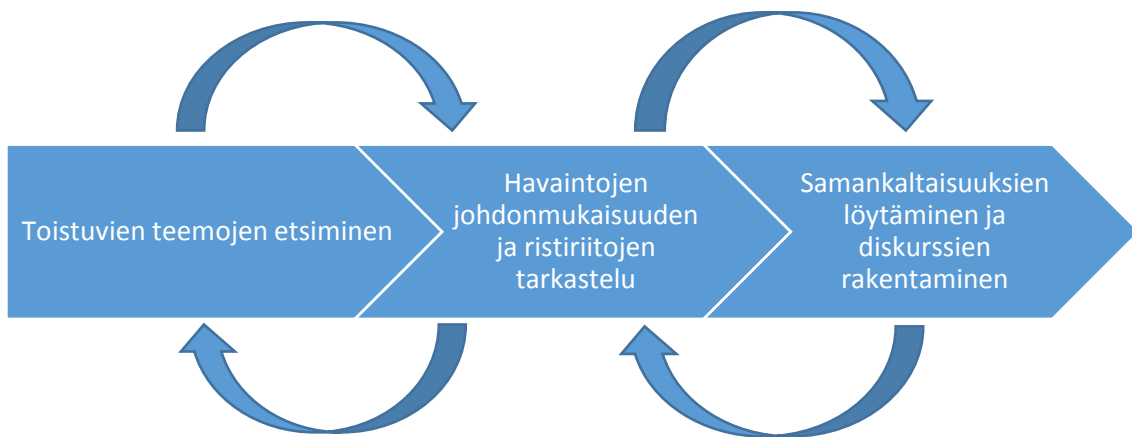 Toistuvien teemojen etsiminen
Havaintojen
johdonmukaisuuden
ja ristiriitojen
tarkastelu
Samankaltaisuuksien
löytäminen ja
diskurssien
rakentaminen